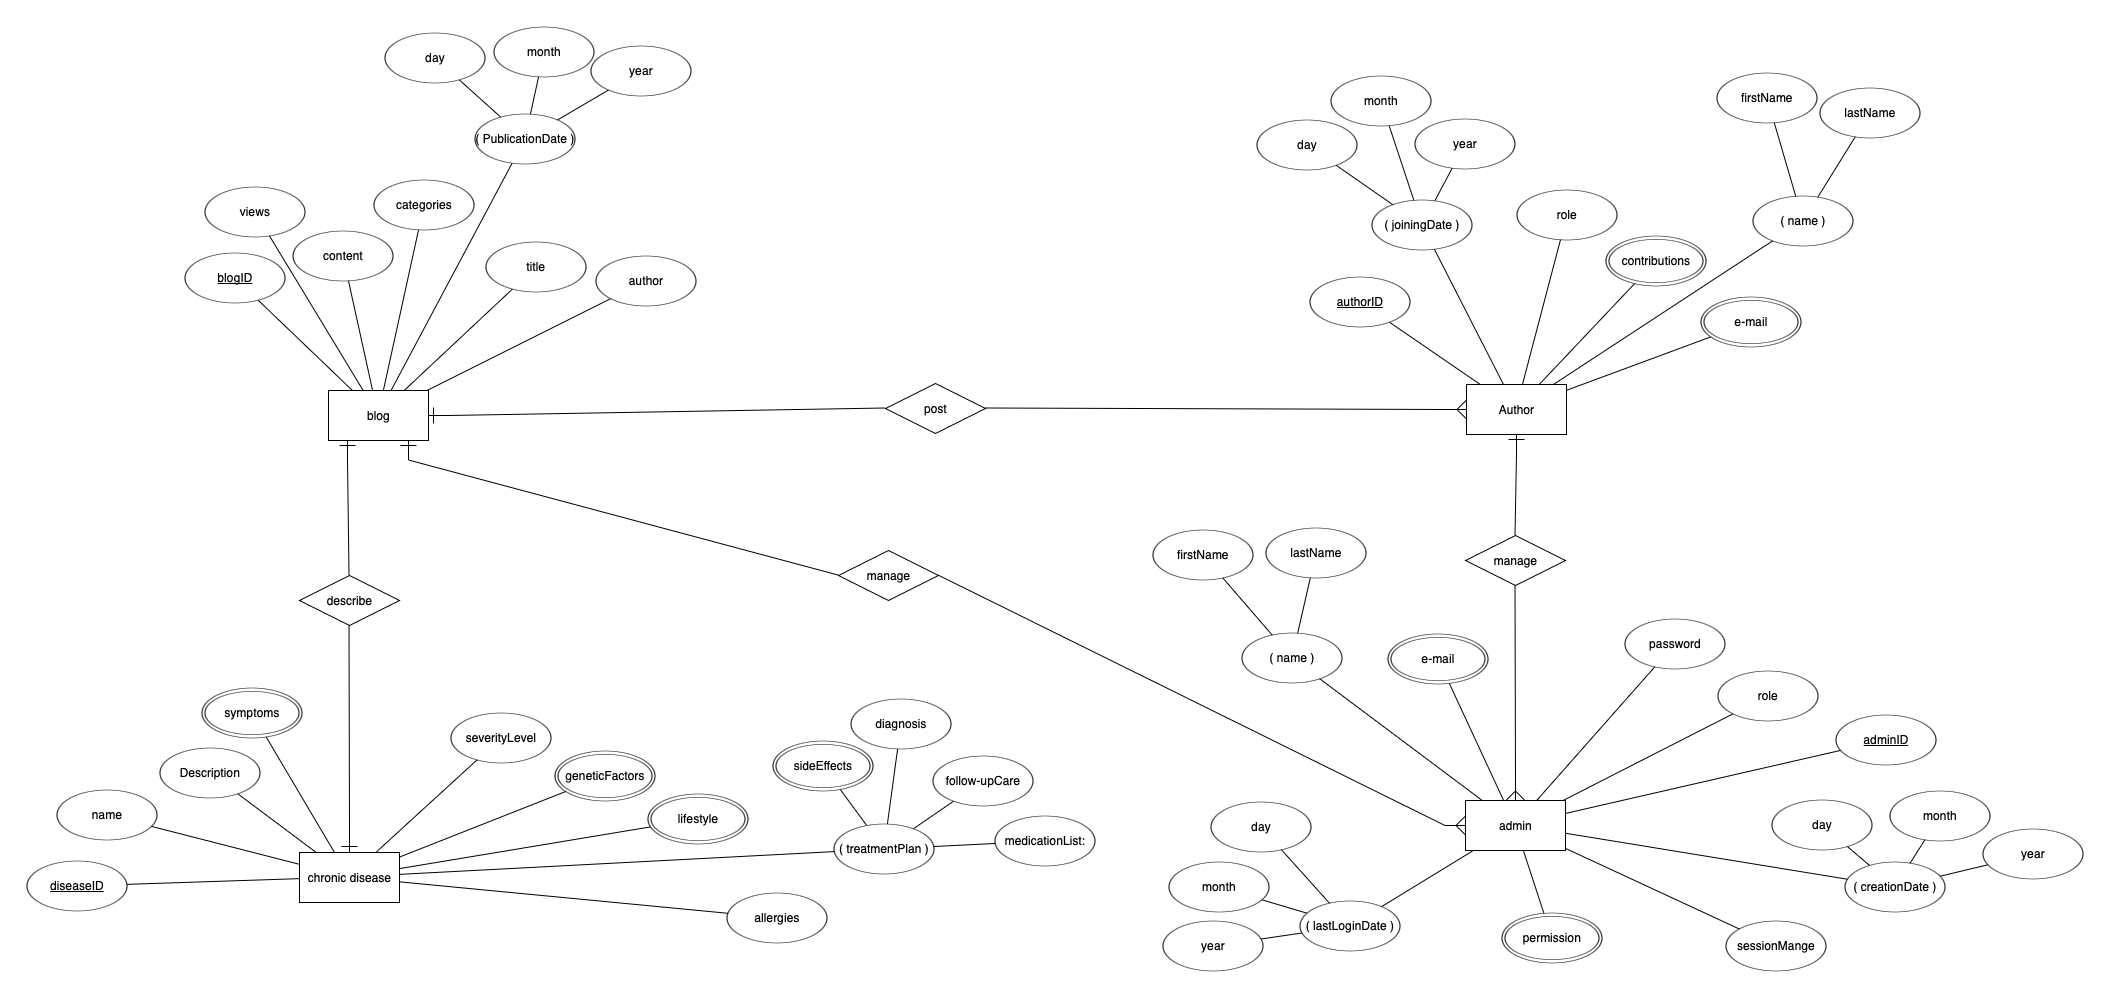 day
month
year
( PublicationDate )
views
categories
content
blogID
title
author
blog
post
month
day
year
( joiningDate )
firstName
lastName
( name )
role
contributions
authorID
e-mail
Author
manage
describe
manage
firstName
lastName
( name )
e-mail
password
role
adminID
admin
day
month
year
( creationDate )
day
month
year
( lastLoginDate )
permission
sessionMange
symptoms
Description
name
diseaseID
chronic disease
severityLevel
geneticFactors
lifestyle
sideEffects
diagnosis
follow-upCare
medicationList:
( treatmentPlan )
allergies